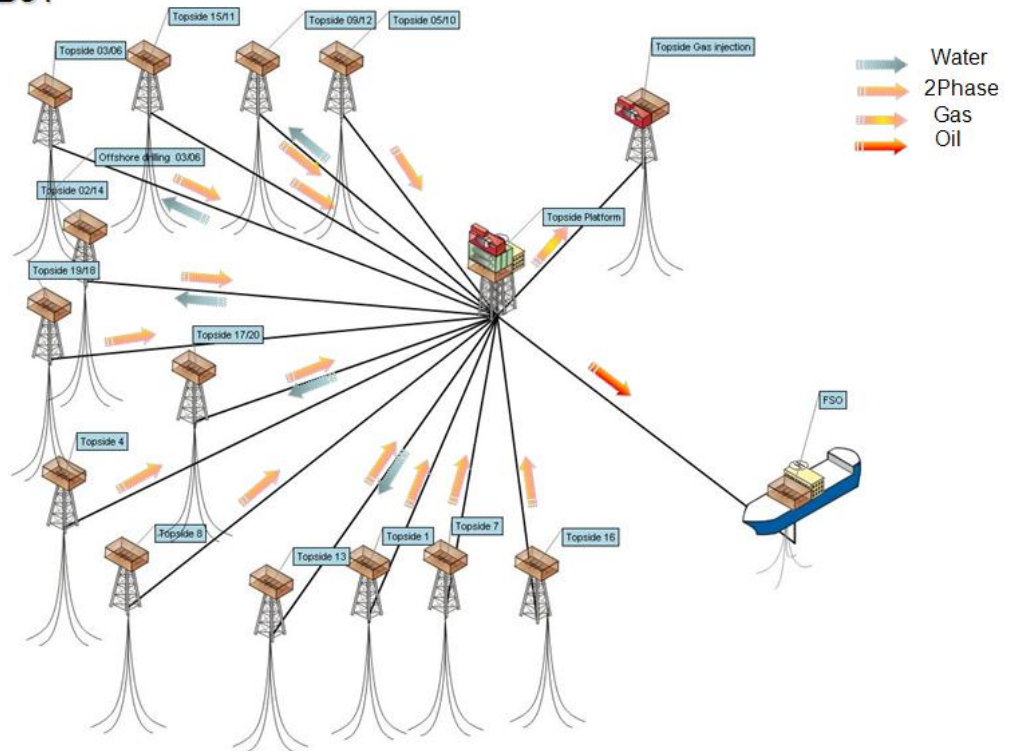 Topside 15/11
Topside 09/12
Topside 05/10
Topside 03/06
Topside Gas injection
Water
2Phase
Gas
Oil
Offshore drilling 03/06
Topside 02/14
Topside Platform
Topside 19/18
Topside 17/20
FSO
Topside 4
Topside 8
Topside 13
Topside 1
Topside 7
Topside 16